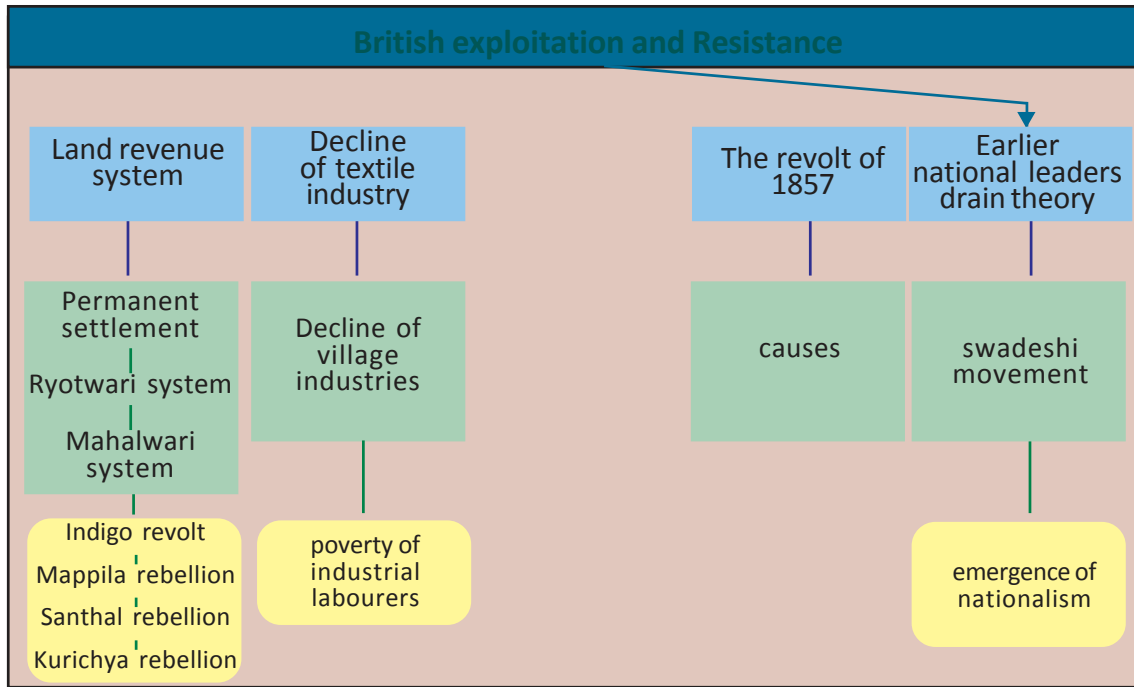 British exploitation and Resistance
Land revenue
system
Decline
of textile
industry
The revolt of
1857
Earlier
national leaders
drain theory
Permanent
settlement
Ryotwari system
Mahalwari
system
Decline of
village
industries
causes
swadeshi
movement
Indigo revolt
Mappila rebellion
Santhal rebellion
Kurichya rebellion
poverty of
industrial
labourers
emergence of
nationalism